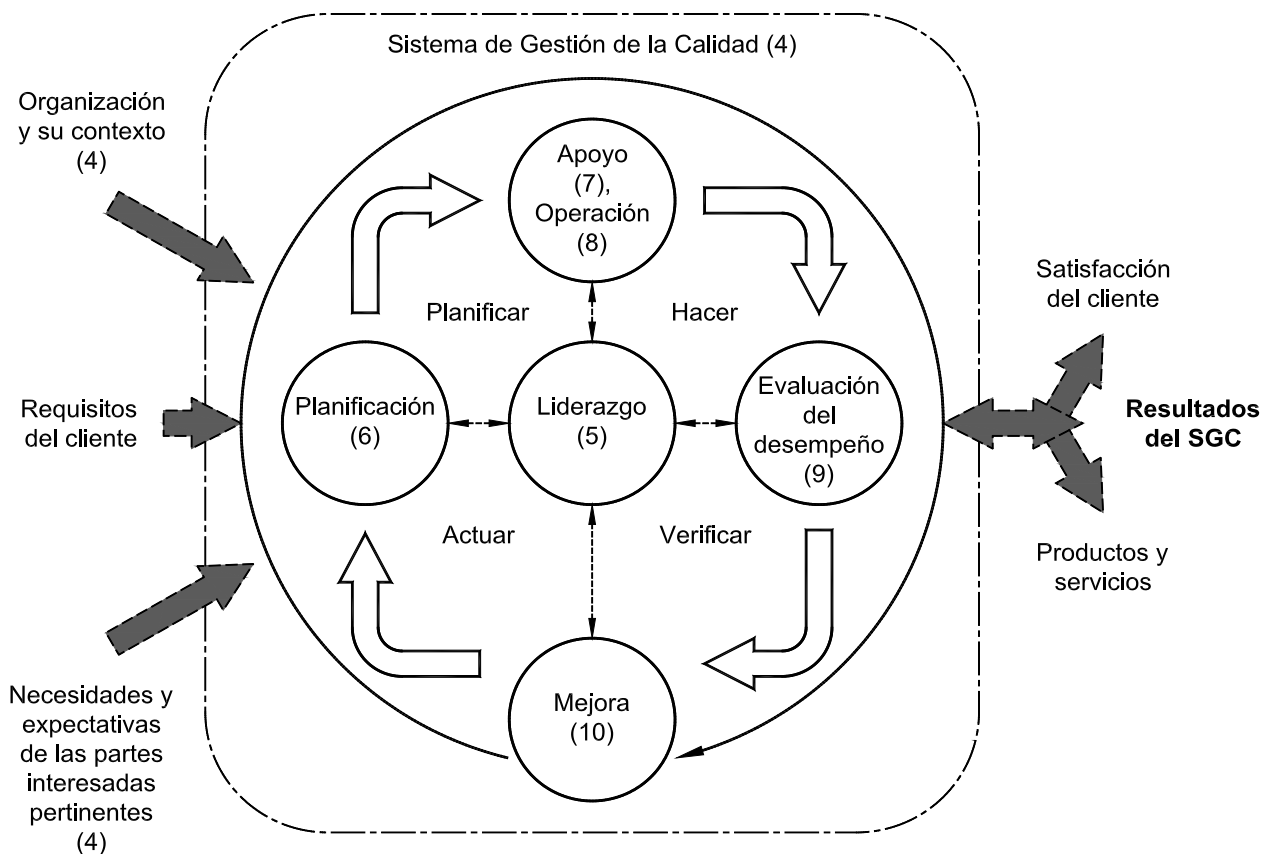 Sistema de Gestión de la Calidad (4)
Organización
y su contexto
(4)
Apoyo
(7),
Operación
(8)
Satisfacción
del cliente
Planificar
Hacer
Requisitos
del cliente
Planificación
(6)
Liderazgo
(5)
Evaluación
del
desempeño
(9)
Resultados
del SGC
Actuar
Verificar
Productos y
servicios
Necesidades y
expectativas
de las partes
interesadas
pertinentes
(4)
Mejora
(10)